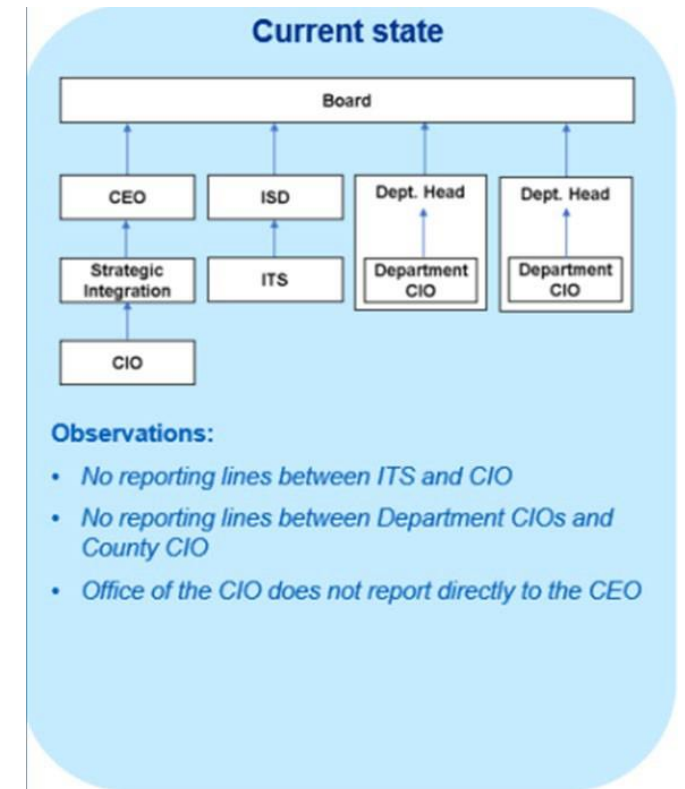 Current state
Board
CEO
ISD
Dept. Head
Dept. Head
Strategic
Integration
ITS
Department
CIO
Department
CIO
CIO
Observations:
• No reporting lines between ITS and CIO
• No reporting lines between Department CIOs and
County CIO
• Office of the CIO does not report directly to the CEO